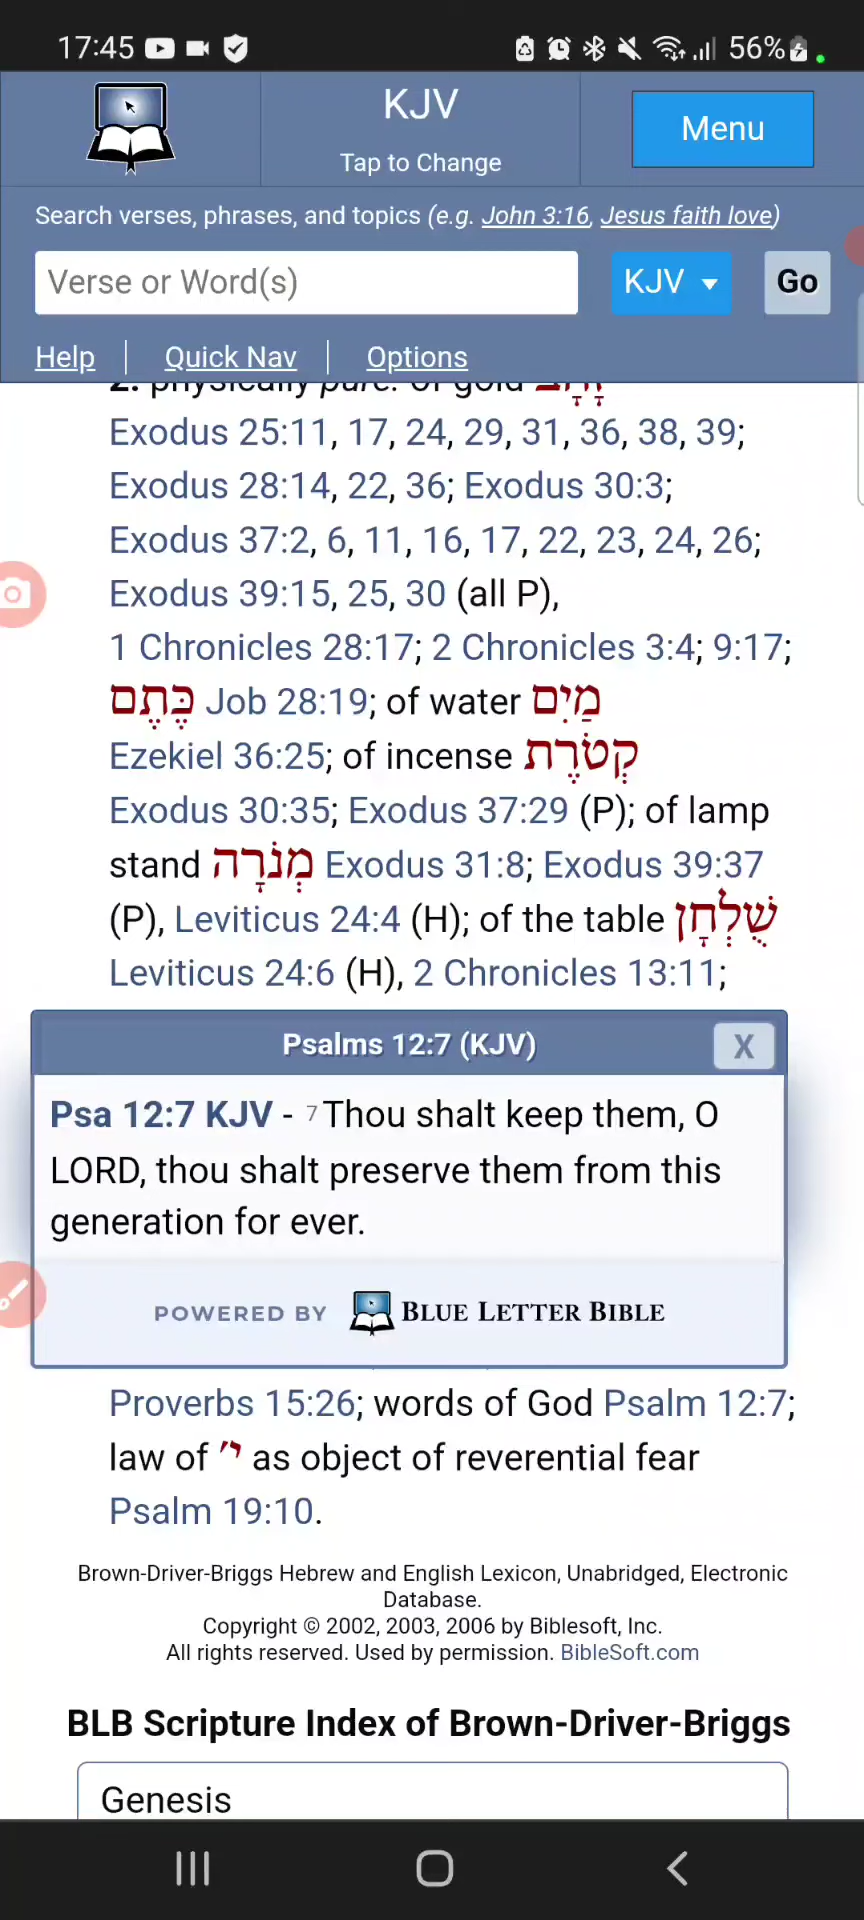 17:45 56%
KJV
Tap to Change
Menu
Search verses, phrases, and topics (e.g. John 3:16, Jesus faith love)
Verse or Word(s) KJV Go
Help Quick Nav Options
2. physically pure: of gold זָהָב
Exodus 25:11, 17, 24, 29, 31, 36, 38, 39;
Exodus 28:14, 22, 36; Exodus 30:3;
Exodus 37:2, 6, 11, 16, 17, 22, 23, 24, 26;
Exodus 39:15, 25, 30 (all P),
1 Chronicles 28:17; 2 Chronicles 3:4; 9:17;
כֶּתֶם Job 28:19; of water מַיִם
Ezekiel 36:25; of incense קְטֹרֶת
Exodus 30:35; Exodus 37:29 (P); of lamp
stand מְנֹרָה Exodus 31:8; Exodus 39:37
(P), Leviticus 24:4 (H); of the table שֻׁלְחָן
Leviticus 24:6 (H), 2 Chronicles 13:11;
Psalms 12:7 (KJV) X
Psa 12:7 KJV - 7 Thou shalt keep them, O
LORD, thou shalt preserve them from this
generation for ever.
POWERED BY BLUE LETTER BIBLE
Proverbs 15:26; words of God Psalm 12:7;
law of י׳ as object of reverential fear
Psalm 19:10.
Brown-Driver-Briggs Hebrew and English Lexicon, Unabridged, Electronic
Database.
Copyright © 2002, 2003, 2006 by Biblesoft, Inc.
All rights reserved. Used by permission. BibleSoft.com
BLB Scripture Index of Brown-Driver-Briggs
Genesis